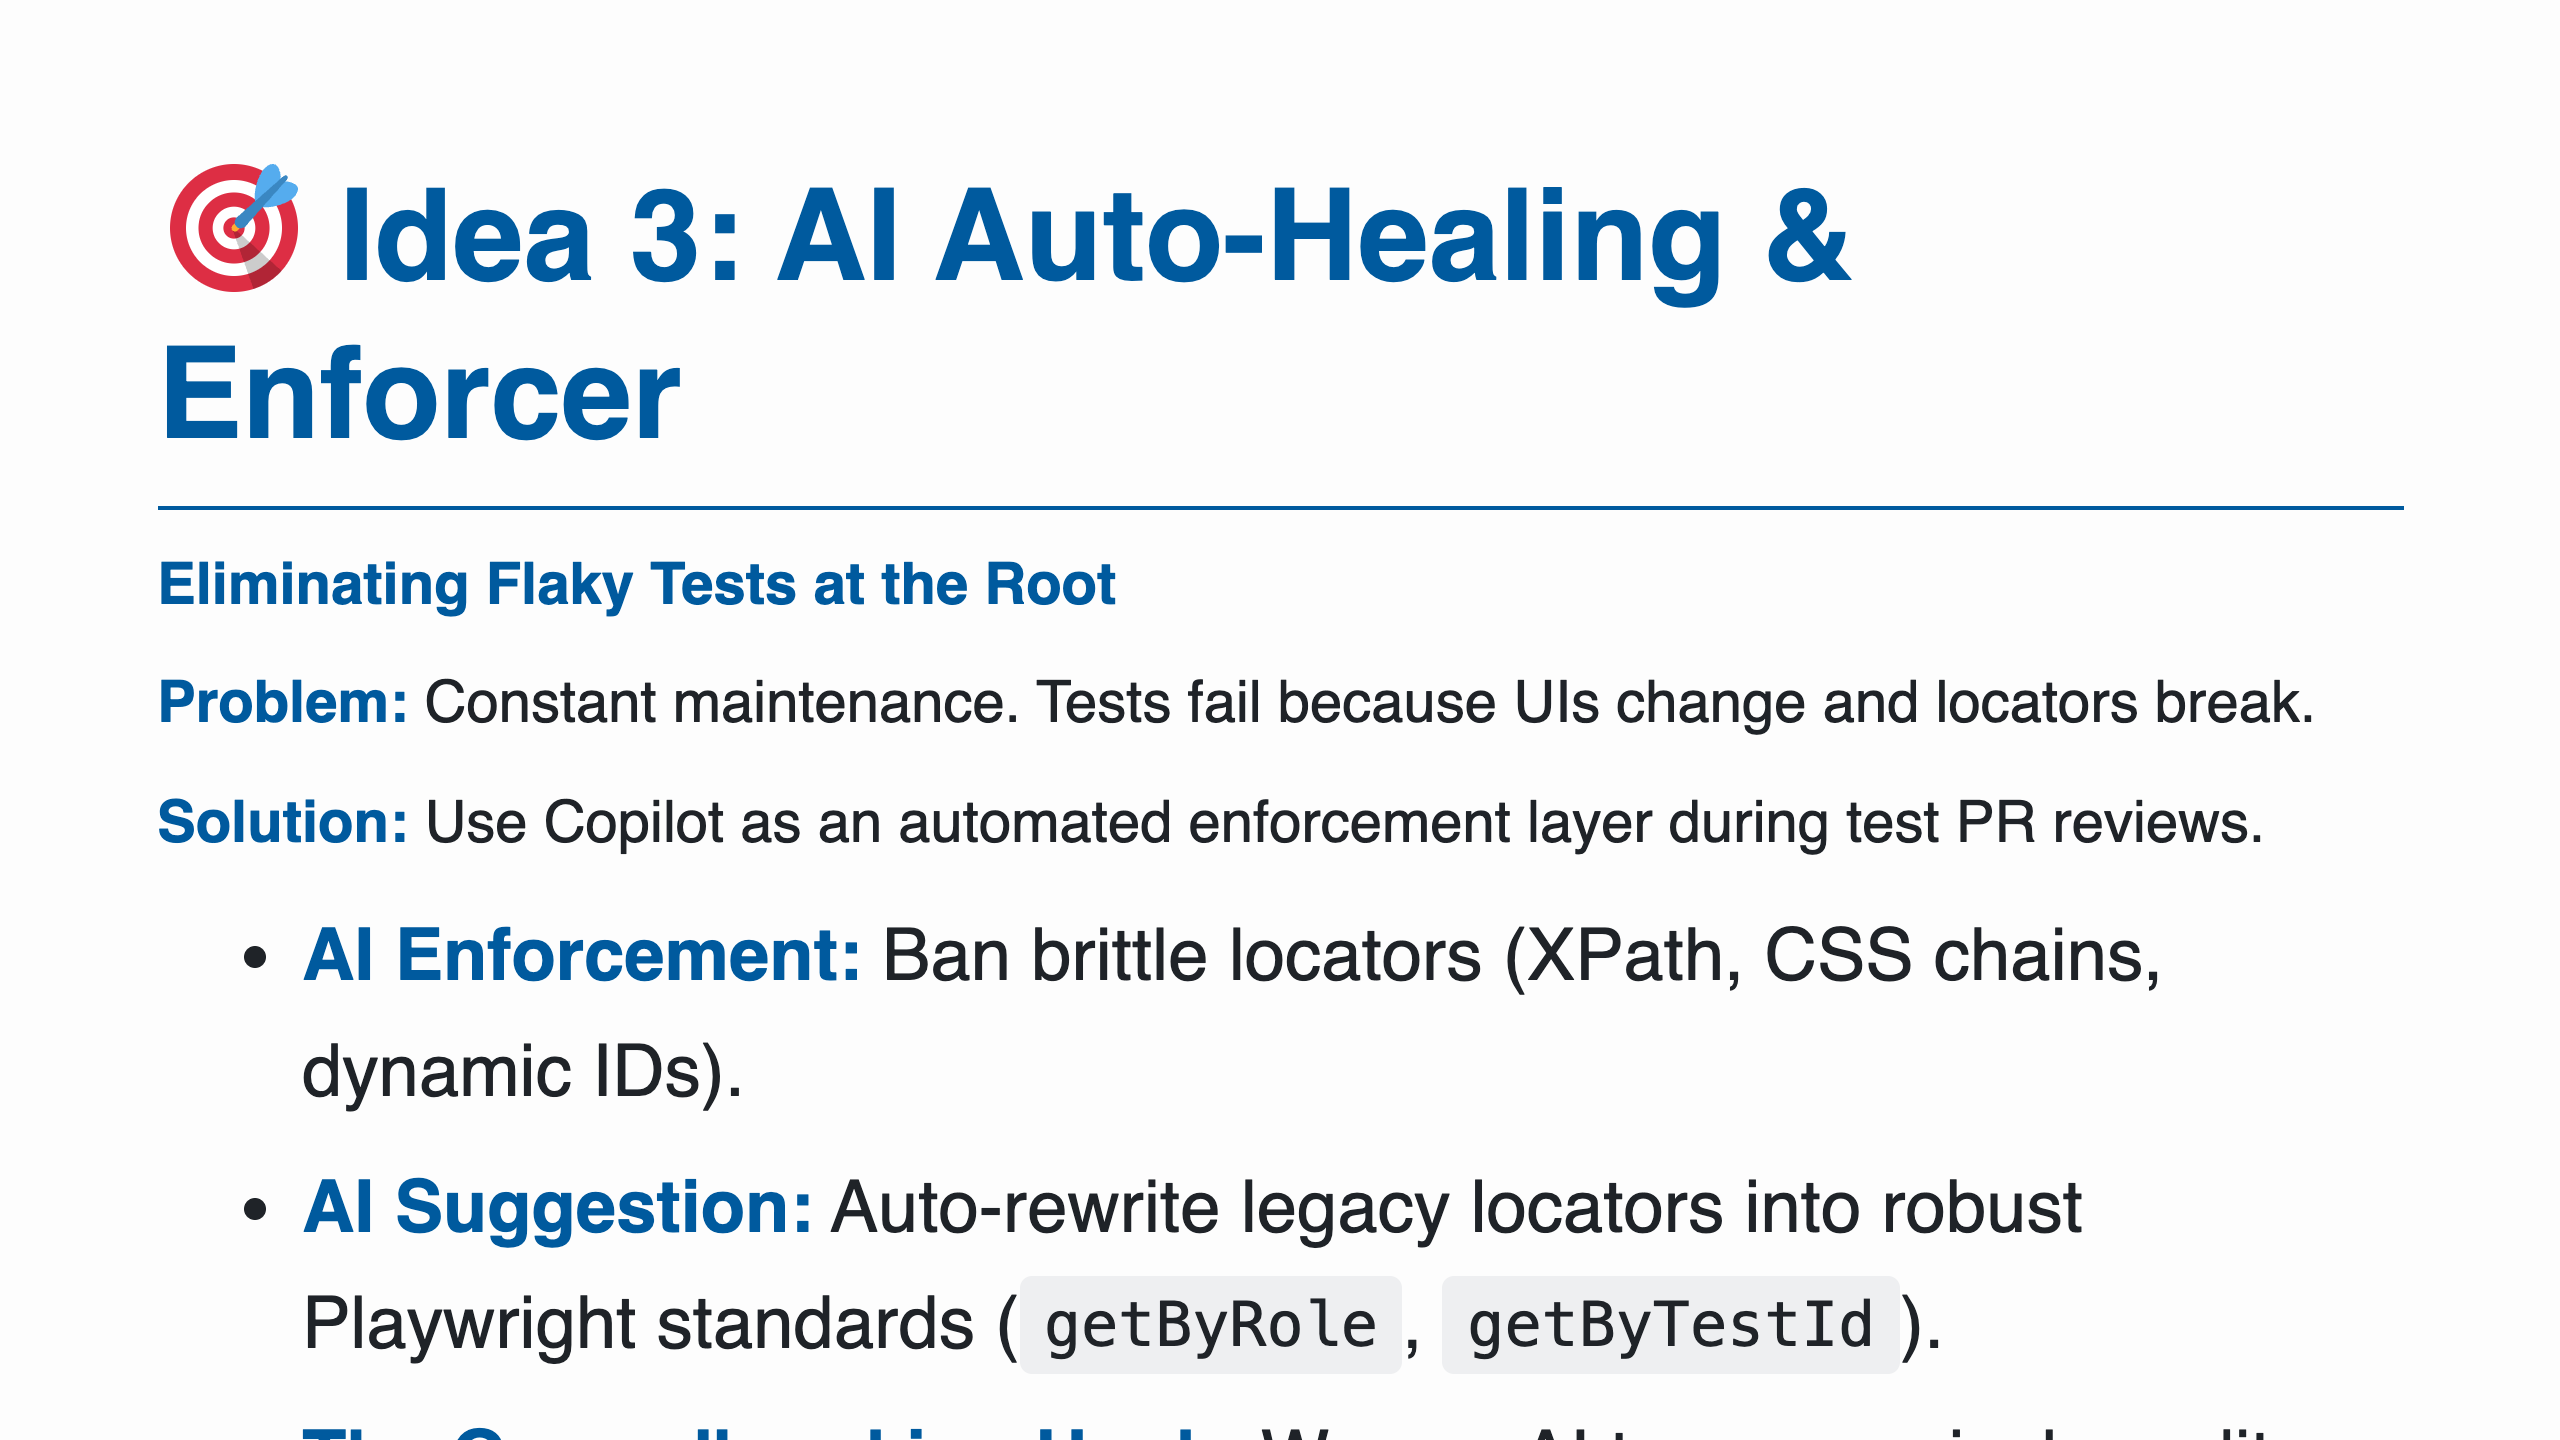 🎯 Idea 3: AI Auto-Healing &
Enforcer
Eliminating Flaky Tests at the Root
Problem: Constant maintenance. Tests fail because UIs change and locators break.
Solution: Use Copilot as an automated enforcement layer during test PR reviews.
• AI Enforcement: Ban brittle locators (XPath, CSS chains,
dynamic IDs).
• AI Suggestion: Auto-rewrite legacy locators into robust
Playwright standards (getByRole, getByTestId).